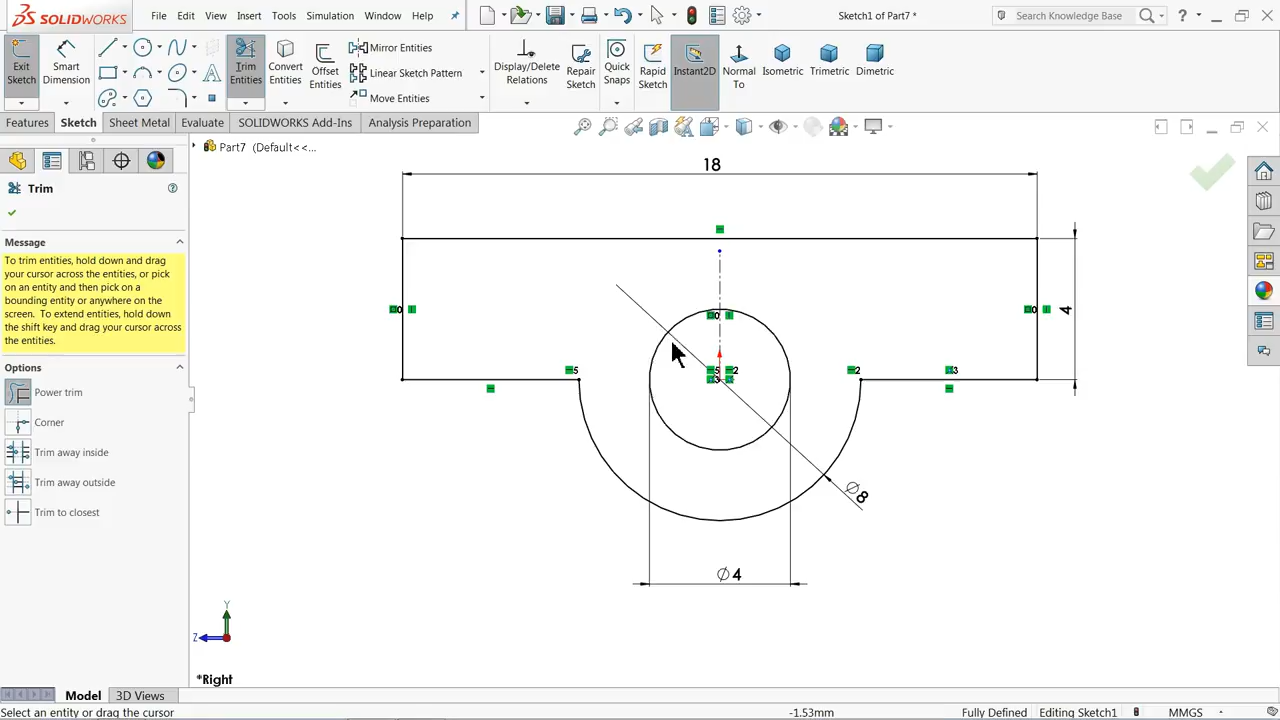 SOLIDWORKS
File Edit View Insert Tools Simulation Window Help
Sketch1 of Part7 *
Search Knowledge Base
Exit Sketch
Smart Dimension
Trim Entities
Convert Entities
Offset Entities
Mirror Entities
Linear Sketch Pattern
Move Entities
Display/Delete Relations
Repair Sketch
Quick Snaps
Rapid Sketch
Instant2D
Normal To
Isometric
Trimetric
Dimetric
Features Sketch Sheet Metal Evaluate SOLIDWORKS Add-Ins Analysis Preparation
Part7 (Default<<...
Trim
Message
To trim entities, hold down and drag
your cursor across the entities, or pick
on an entity and then pick on a
bounding entity or anywhere on the
screen. To extend entities, hold down
the shift key and drag your cursor across
the entities.
Options
Power trim
Corner
Trim away inside
Trim away outside
Trim to closest
18
4
∅8
∅4
Y
Z
*Right
Model 3D Views
Select an entity or drag the cursor
-1.53mm
Fully Defined
Editing Sketch1
MMGS